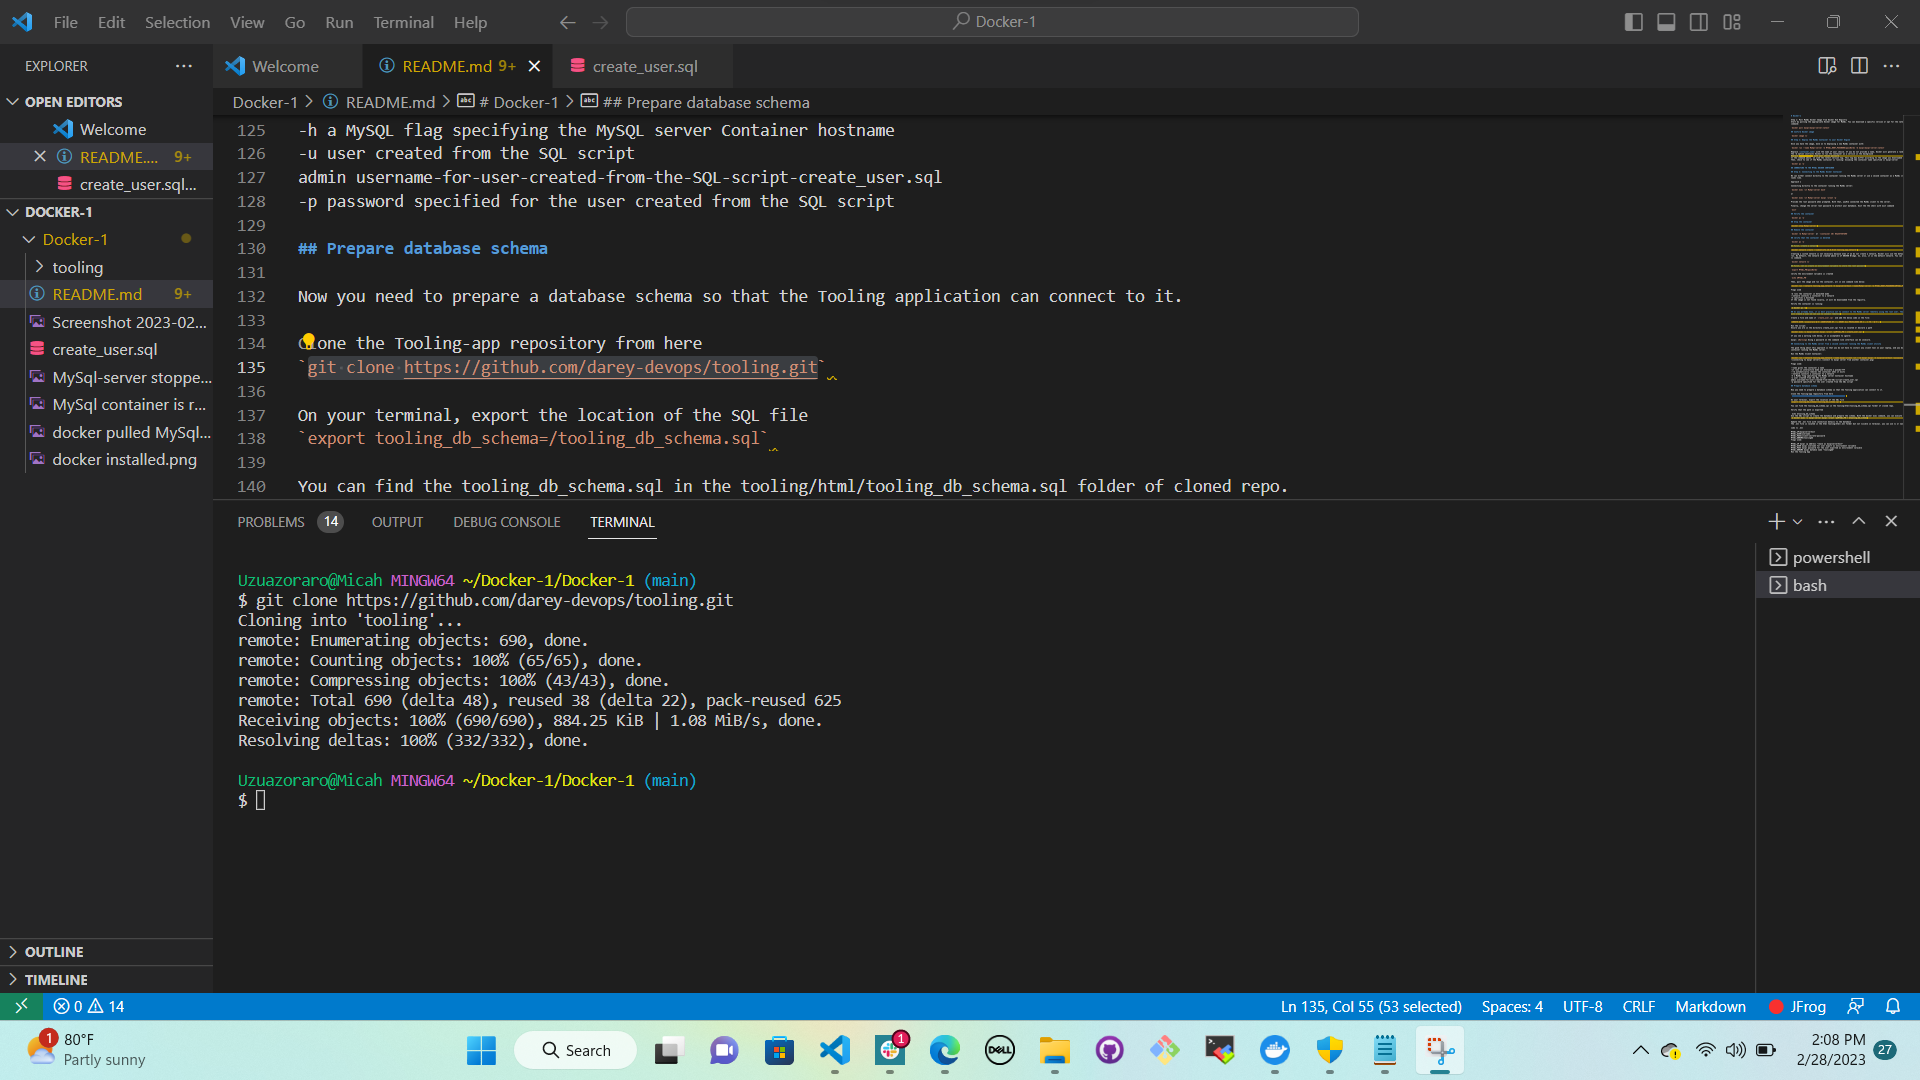 File Edit Selection View Go Run Terminal Help
Docker-1
EXPLORER
Welcome
README.md 9+
create_user.sql
OPEN EDITORS
Welcome
README.... 9+
create_user.sql...
DOCKER-1
Docker-1
tooling
README.md 9+
Screenshot 2023-02...
create_user.sql
MySql-server stoppe...
MySql container is r...
docker pulled MySql...
docker installed.png
OUTLINE
TIMELINE
Docker-1 > README.md > # Docker-1 > ## Prepare database schema
125 -h a MySQL flag specifying the MySQL server Container hostname
126 -u user created from the SQL script
127 admin username-for-user-created-from-the-SQL-script-create_user.sql
128 -p password specified for the user created from the SQL script
129
130 ## Prepare database schema
131
132 Now you need to prepare a database schema so that the Tooling application can connect to it.
133
134 Clone the Tooling-app repository from here
135 `git clone https://github.com/darey-devops/tooling.git`
136
137 On your terminal, export the location of the SQL file
138 `export tooling_db_schema=/tooling_db_schema.sql`
139
140 You can find the tooling_db_schema.sql in the tooling/html/tooling_db_schema.sql folder of cloned repo.
PROBLEMS 14 OUTPUT DEBUG CONSOLE TERMINAL
Uzuazoraro@Micah MINGW64 ~/Docker-1/Docker-1 (main)
$ git clone https://github.com/darey-devops/tooling.git
Cloning into 'tooling'...
remote: Enumerating objects: 690, done.
remote: Counting objects: 100% (65/65), done.
remote: Compressing objects: 100% (43/43), done.
remote: Total 690 (delta 48), reused 38 (delta 22), pack-reused 625
Receiving objects: 100% (690/690), 884.25 KiB | 1.08 MiB/s, done.
Resolving deltas: 100% (332/332), done.
Uzuazoraro@Micah MINGW64 ~/Docker-1/Docker-1 (main)
$
powershell
bash
0 14
Ln 135, Col 55 (53 selected) Spaces: 4 UTF-8 CRLF Markdown JFrog
1
80°F
Partly sunny
Search
1
DELL
2:08 PM
2/28/2023
27